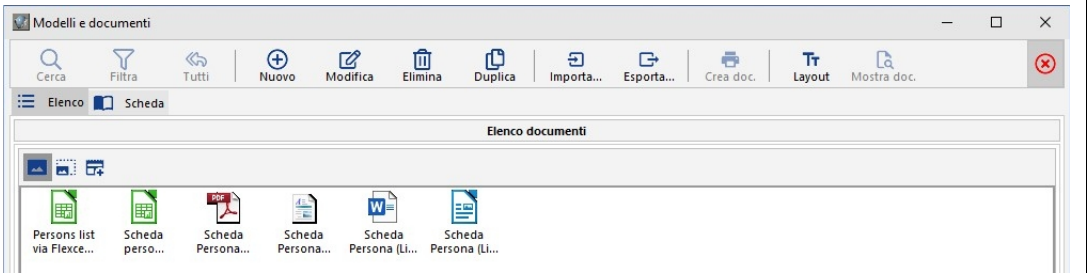 Modelli e documenti
Cerca Filtra Tutti Nuovo Modifica Elimina Duplica Importa... Esporta... Crea doc. Layout Mostra doc.
Elenco Scheda
Elenco documenti
PDF W
Persons list Scheda Scheda Scheda Scheda Scheda
via Flexce... perso... Persona... Persona... Persona (Li... Persona (Li...